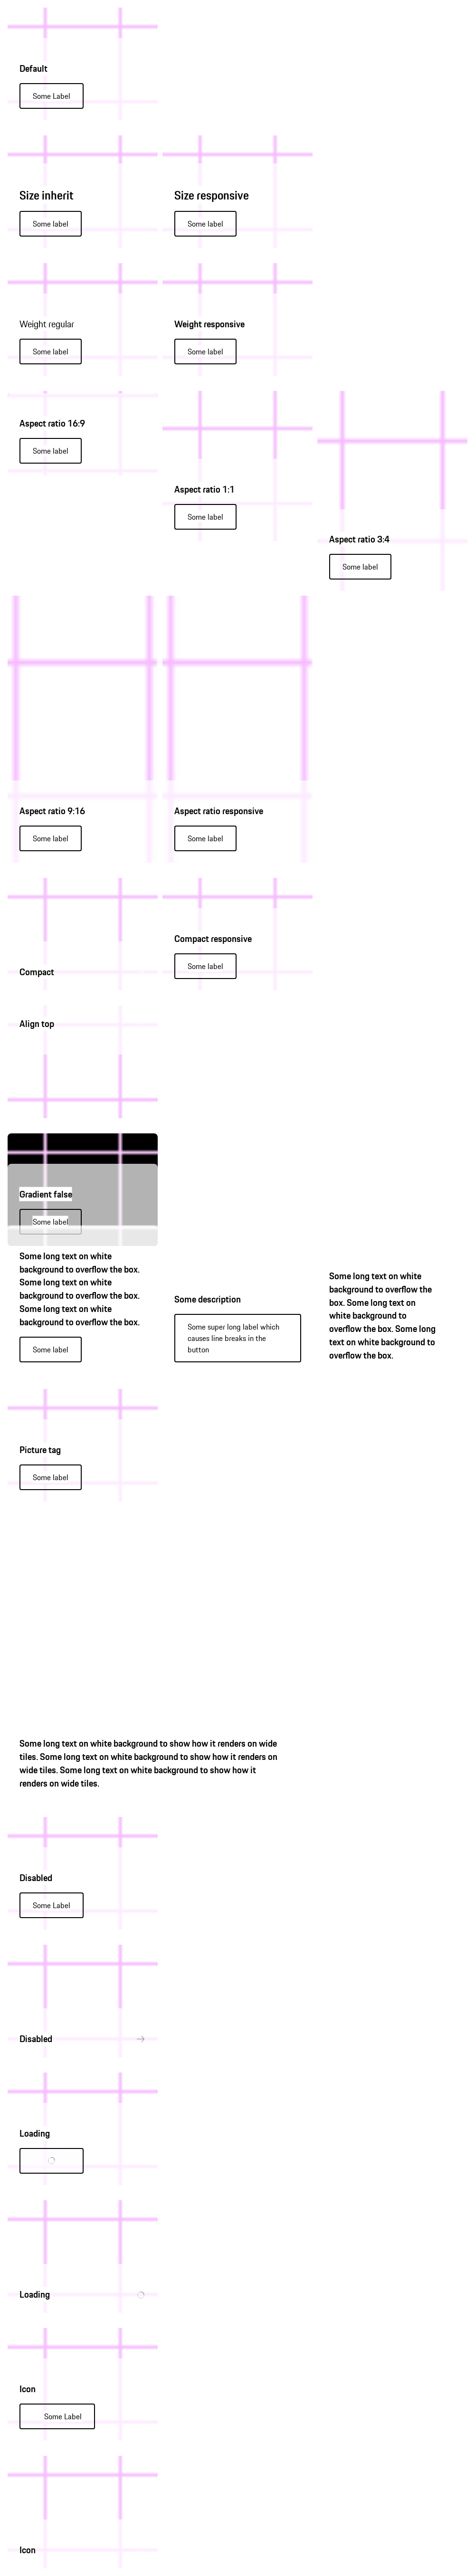 Default
Some Label
Size inherit
Some label
Size responsive
Some label
Weight regular
Some label
Weight responsive
Some label
Aspect ratio 16:9
Some label
Aspect ratio 1:1
Some label
Aspect ratio 3:4
Some label
Aspect ratio 9:16
Some label
Aspect ratio responsive
Some label
Compact
Compact responsive
Some label
Align top
Gradient false
Some label
Some long text on white
background to overflow the box.
Some long text on white
background to overflow the box.
Some long text on white
background to overflow the box.
Some label
Some description
Some super long label which
causes line breaks in the
button
Some long text on white
background to overflow the
box. Some long text on
white background to
overflow the box. Some long
text on white background to
overflow the box.
Picture tag
Some label
Some long text on white background to show how it renders on wide
tiles. Some long text on white background to show how it renders on
wide tiles. Some long text on white background to show how it
renders on wide tiles.
Disabled
Some Label
Disabled
Loading
Loading
Icon
Some Label
Icon